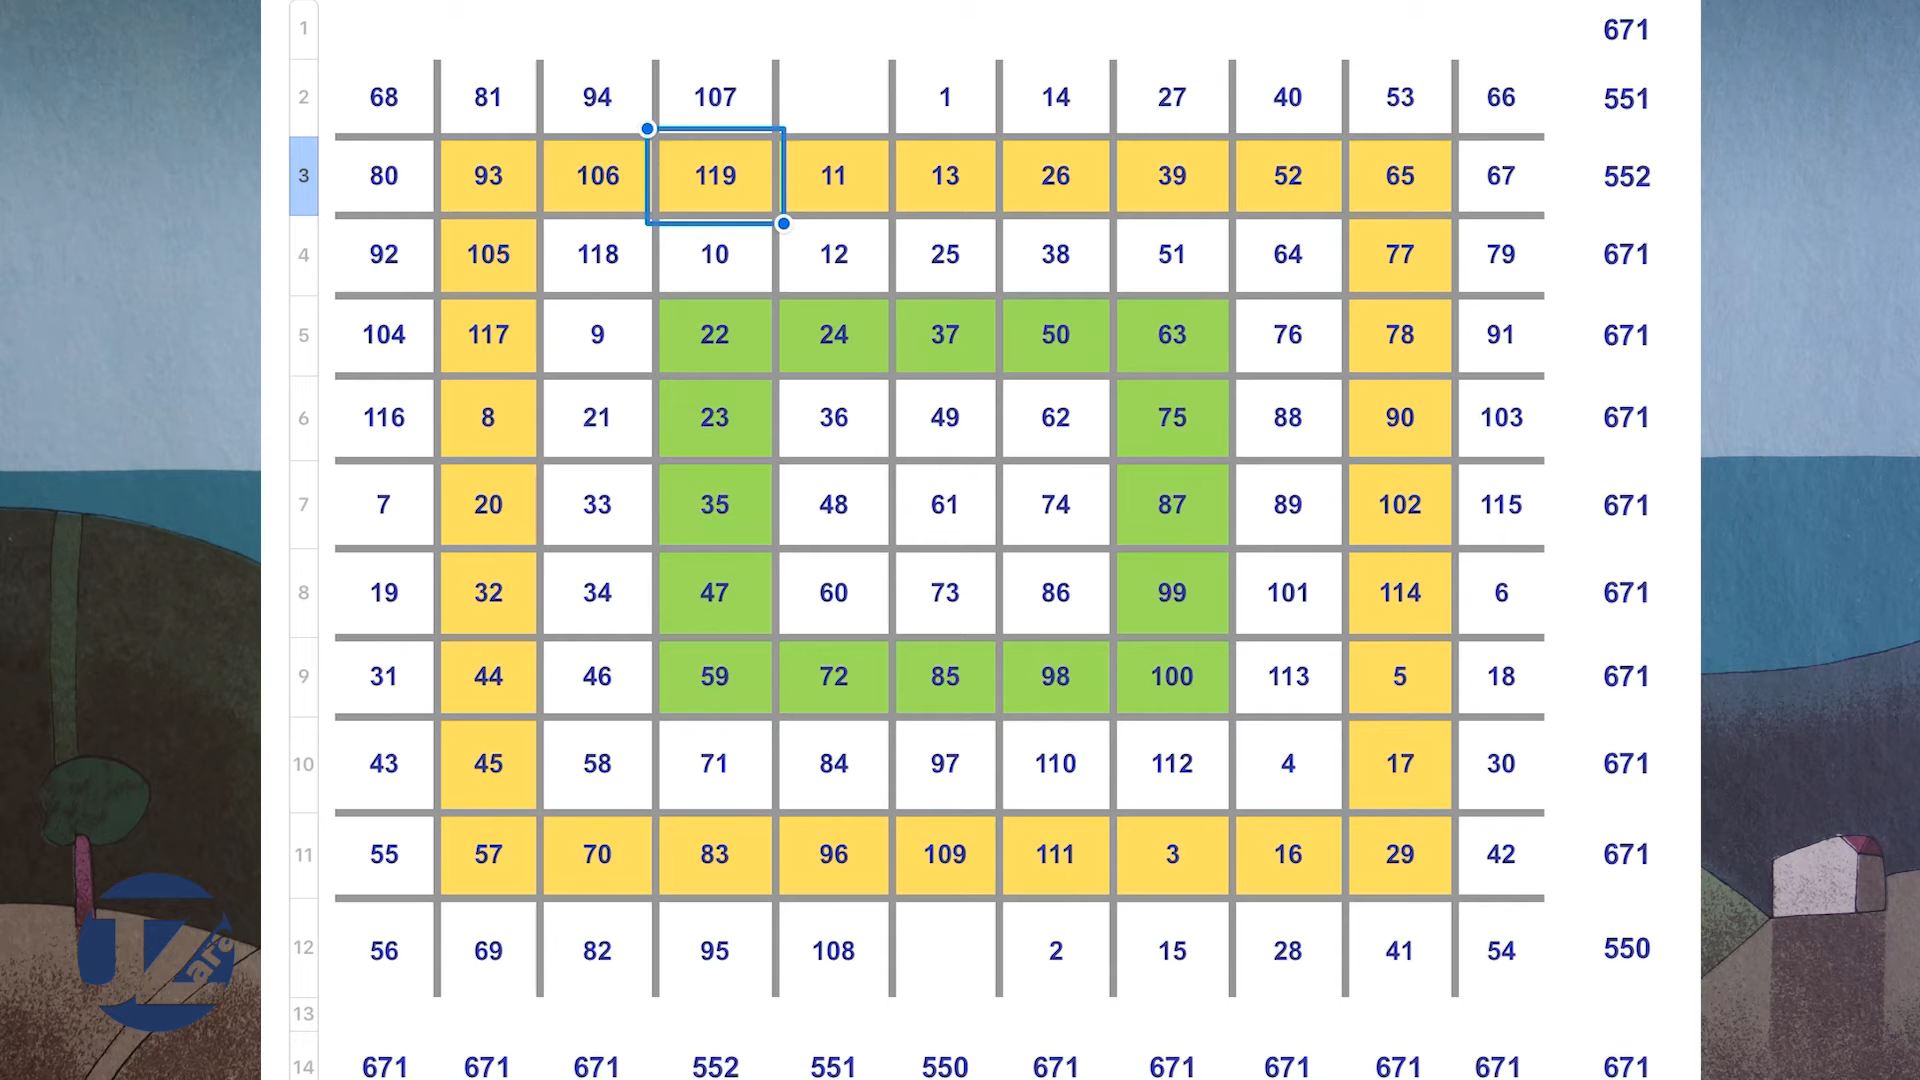 1 671
2 68 81 94 107 1 14 27 40 53 66 551
3 80 93 106 119 11 13 26 39 52 65 67 552
4 92 105 118 10 12 25 38 51 64 77 79 671
5 104 117 9 22 24 37 50 63 76 78 91 671
6 116 8 21 23 36 49 62 75 88 90 103 671
7 7 20 33 35 48 61 74 87 89 102 115 671
8 19 32 34 47 60 73 86 99 101 114 6 671
9 31 44 46 59 72 85 98 100 113 5 18 671
10 43 45 58 71 84 97 110 112 4 17 30 671
11 55 57 70 83 96 109 111 3 16 29 42 671
12 56 69 82 95 108 2 15 28 41 54 550
13
14 671 671 671 552 551 550 671 671 671 671 671 671
UZarc